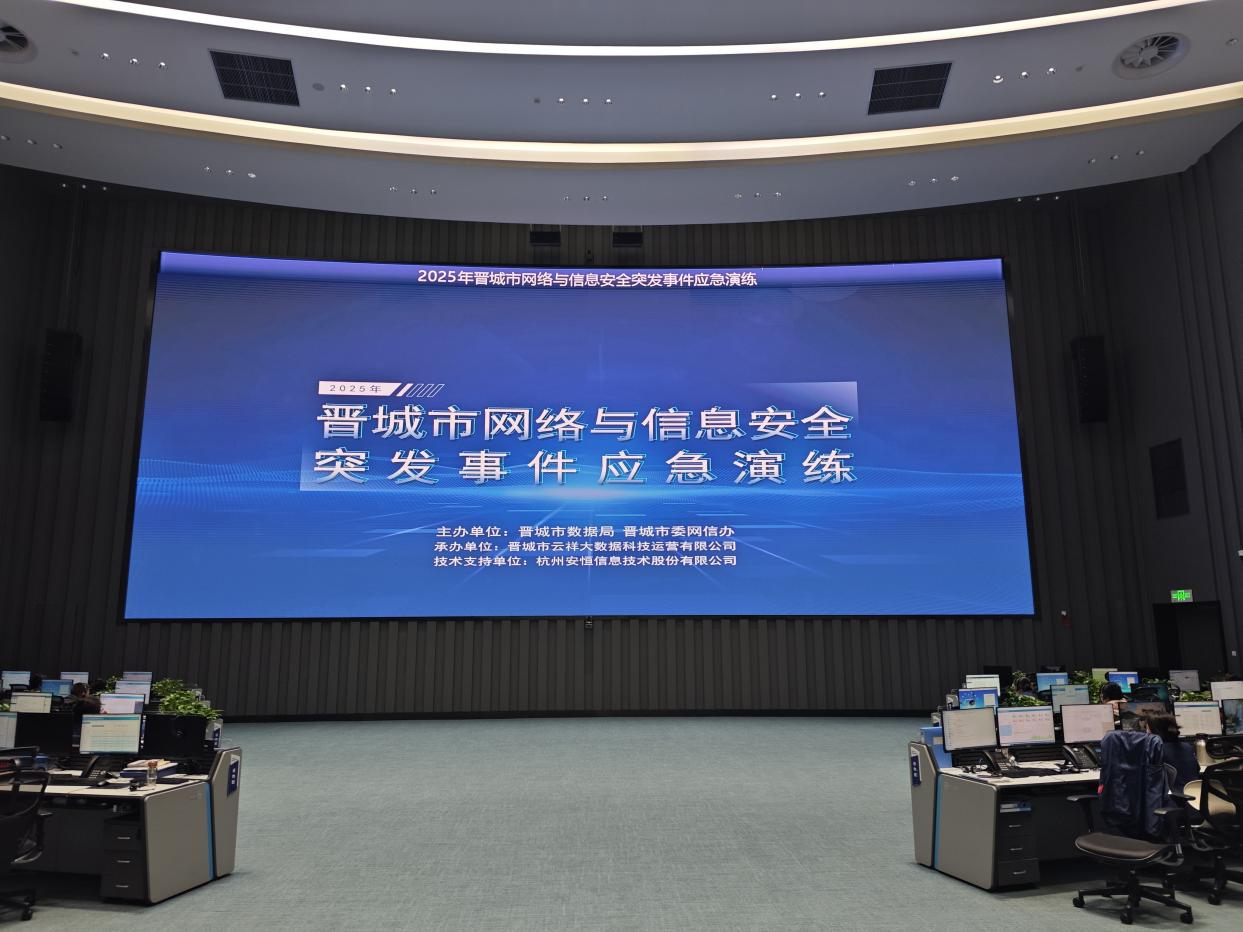 2025年晋城市网络与信息安全突发事件应急演练
2025年
晋城市网络与信息安全
突发事件应急演练
主办单位：晋城市数据局 晋城市委网信办
承办单位：晋城市云祥大数据科技运营有限公司
技术支持单位：杭州安恒信息技术股份有限公司